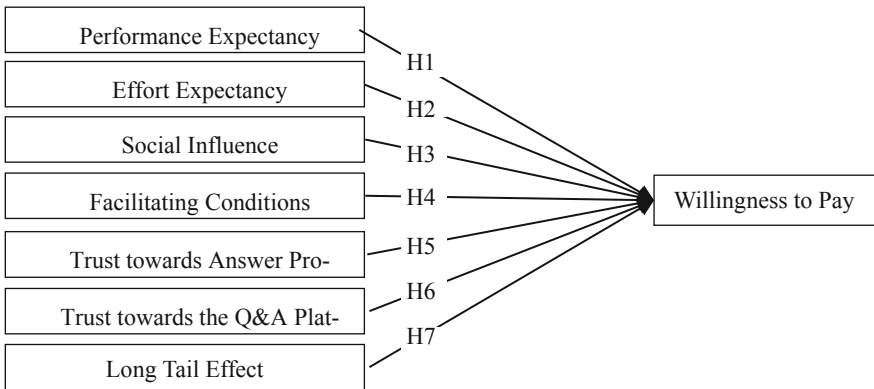 Performance Expectancy
H1
Effort Expectancy
H2
Social Influence
H3
Facilitating Conditions
H4
Willingness to Pay
Trust towards Answer Pro-
H5
Trust towards the Q&A Plat-
H6
Long Tail Effect
H7